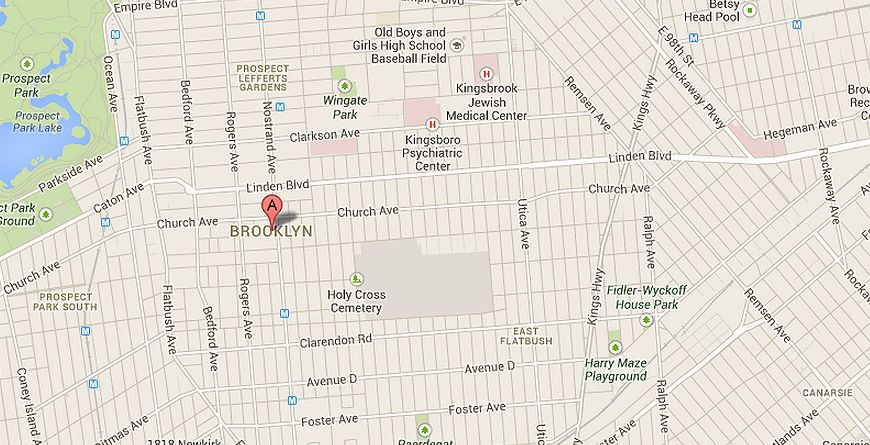 Empire Blvd
Empire Blvd
Betsy
Head Pool
Old Boys and
Girls High School
Baseball Field
E 98th St
Prospect
Park
Ocean Ave
PROSPECT
LEFFERTS
GARDENS
Kingsbrook
Jewish
Medical Center
Remsen Ave
Kings Hwy
Rockaway Pkwy
Wingate
Park
Flatbush Ave
Bedford Ave
Rogers Ave
Nostrand Ave
Prospect
Park Lake
Clarkson Ave
Kingsboro
Psychiatric
Center
Hegeman Ave
Parkside Ave
Linden Blvd
Linden Blvd
Rockaway Ave
Caton Ave
Church Ave
Church Ave
Church Ave
A
BROOKLYN
Utica Ave
Ralph Ave
Church Ave
Holy Cross
Cemetery
Kings Hwy
Fidler-Wyckoff
House Park
Remsen Ave
PROSPECT
PARK SOUTH
Flatbush Ave
Bedford Ave
Rogers Ave
Clarendon Rd
EAST
FLATBUSH
Harry Maze
Playground
Avenue D
Avenue D
Ralph Ave
CANARSIE
Coney Island
Foster Ave
Foster Ave
1818 Newkirk